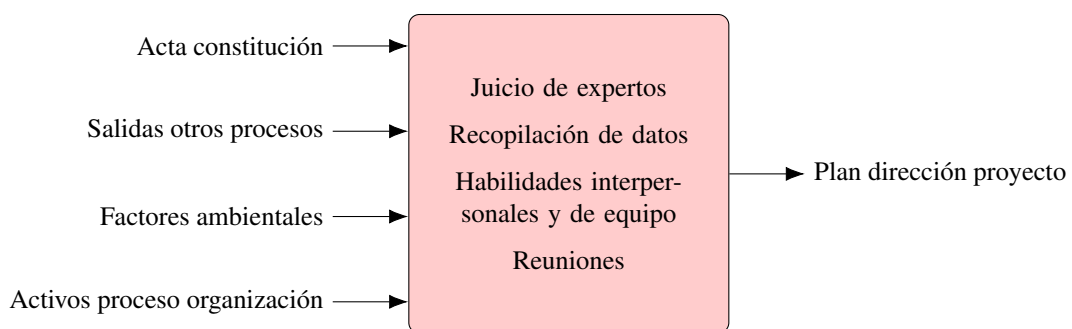 Acta constitución
Salidas otros procesos
Factores ambientales
Activos proceso organización
Juicio de expertos
Recopilación de datos
Habilidades interper-
sonales y de equipo
Reuniones
Plan dirección proyecto